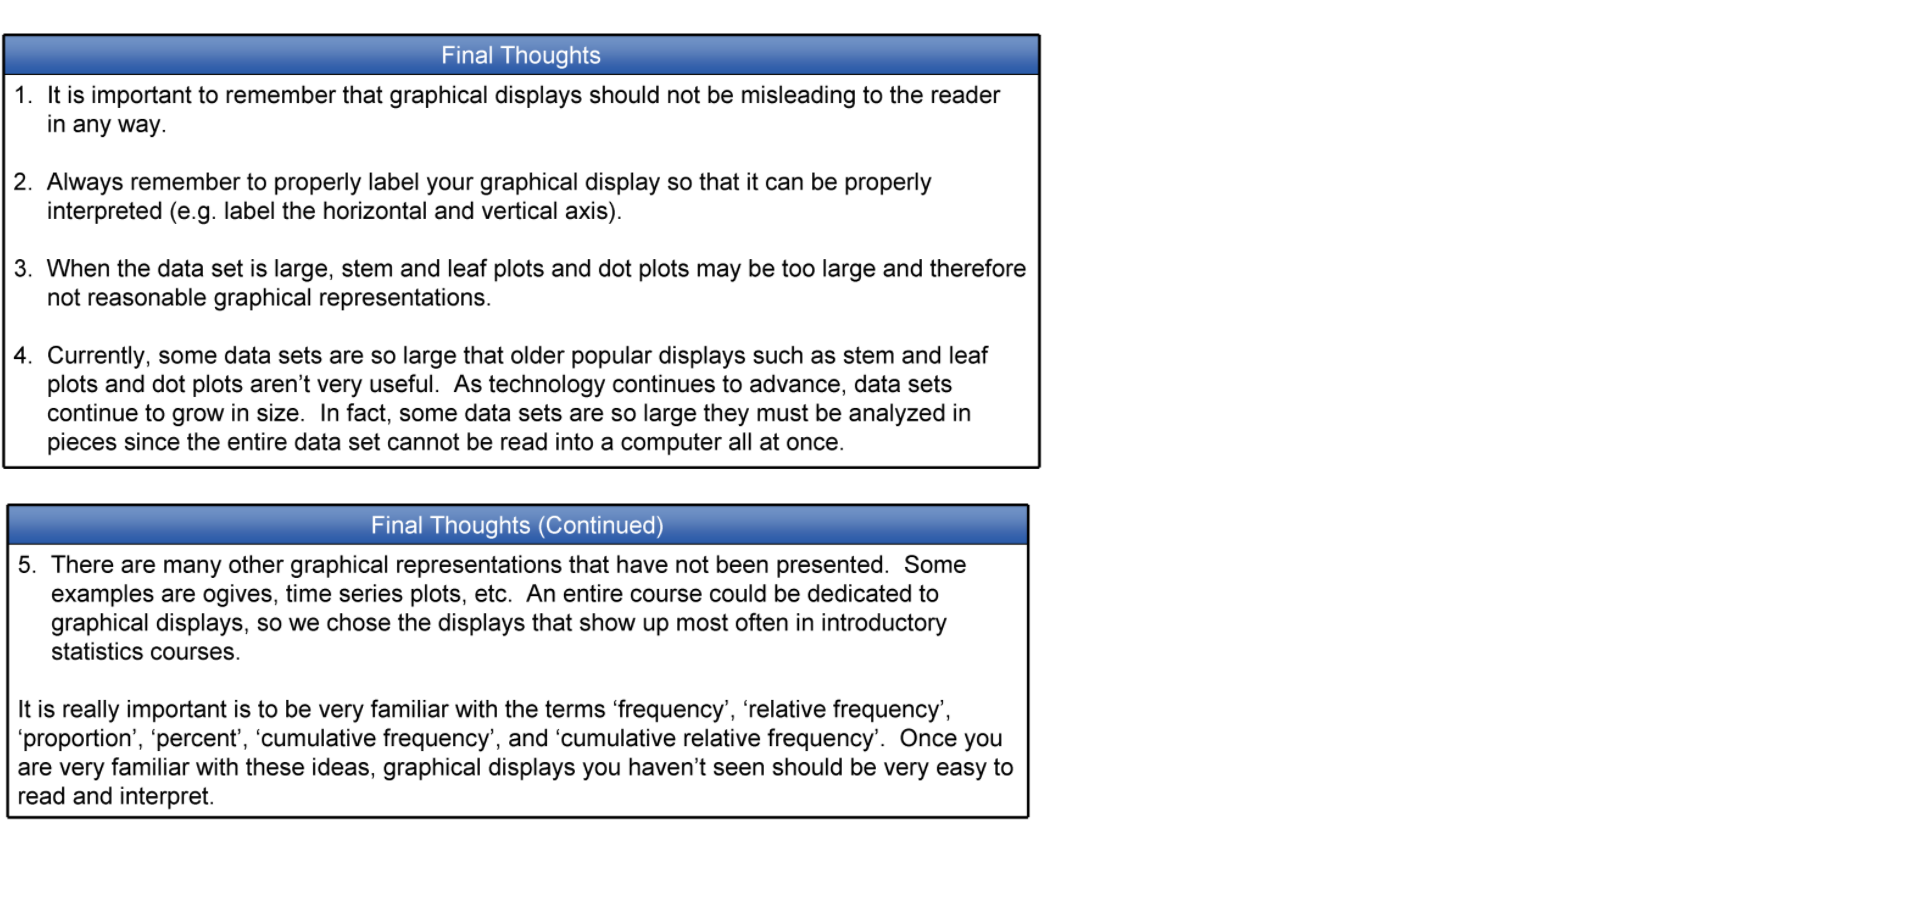 Final Thoughts
1. It is important to remember that graphical displays should not be misleading to the reader
in any way.
2. Always remember to properly label your graphical display so that it can be properly
interpreted (e.g. label the horizontal and vertical axis).
3. When the data set is large, stem and leaf plots and dot plots may be too large and therefore
not reasonable graphical representations.
4. Currently, some data sets are so large that older popular displays such as stem and leaf
plots and dot plots aren’t very useful. As technology continues to advance, data sets
continue to grow in size. In fact, some data sets are so large they must be analyzed in
pieces since the entire data set cannot be read into a computer all at once.
Final Thoughts (Continued)
5. There are many other graphical representations that have not been presented. Some
examples are ogives, time series plots, etc. An entire course could be dedicated to
graphical displays, so we chose the displays that show up most often in introductory
statistics courses.
It is really important is to be very familiar with the terms ‘frequency’, ‘relative frequency’,
‘proportion’, ‘percent’, ‘cumulative frequency’, and ‘cumulative relative frequency’. Once you
are very familiar with these ideas, graphical displays you haven’t seen should be very easy to
read and interpret.